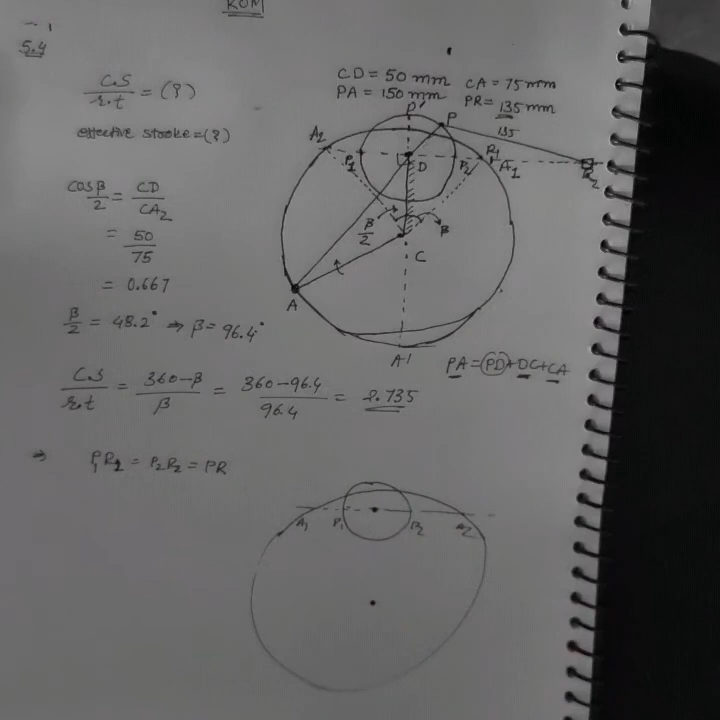 KOM
5.4
C.S / r.t = (?)
effective stroke = (?)
CD = 50 mm CA = 75 mm
PA = 150 mm PR = 135 mm
P' P 135
A2 P1 D P2 R1 A1 R2
β/2 β
C
A
A'
cos β/2 = CD / CA2
= 50 / 75
= 0.667
β/2 = 48.2° ⇒ β = 96.4°
PA = PD + DC + CA
C.S / r.t = 360-β / β = 360-96.4 / 96.4 = 2.735
⇒ P1R2 = P2R2 = PR
A1 P1 A2